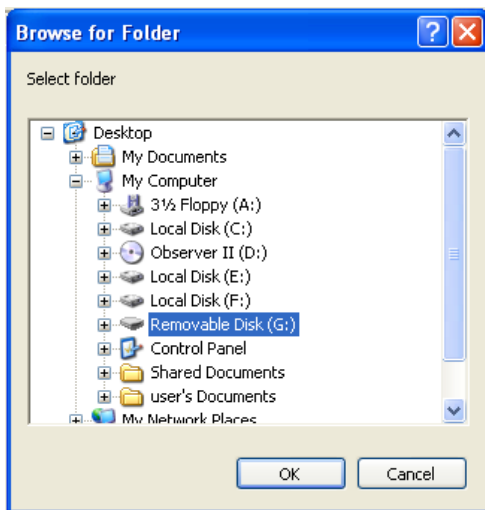 Browse for Folder
Select folder
Desktop
My Documents
My Computer
3½ Floppy (A:)
Local Disk (C:)
Observer II (D:)
Local Disk (E:)
Local Disk (F:)
Removable Disk (G:)
Control Panel
Shared Documents
user's Documents
My Network Places
OK Cancel